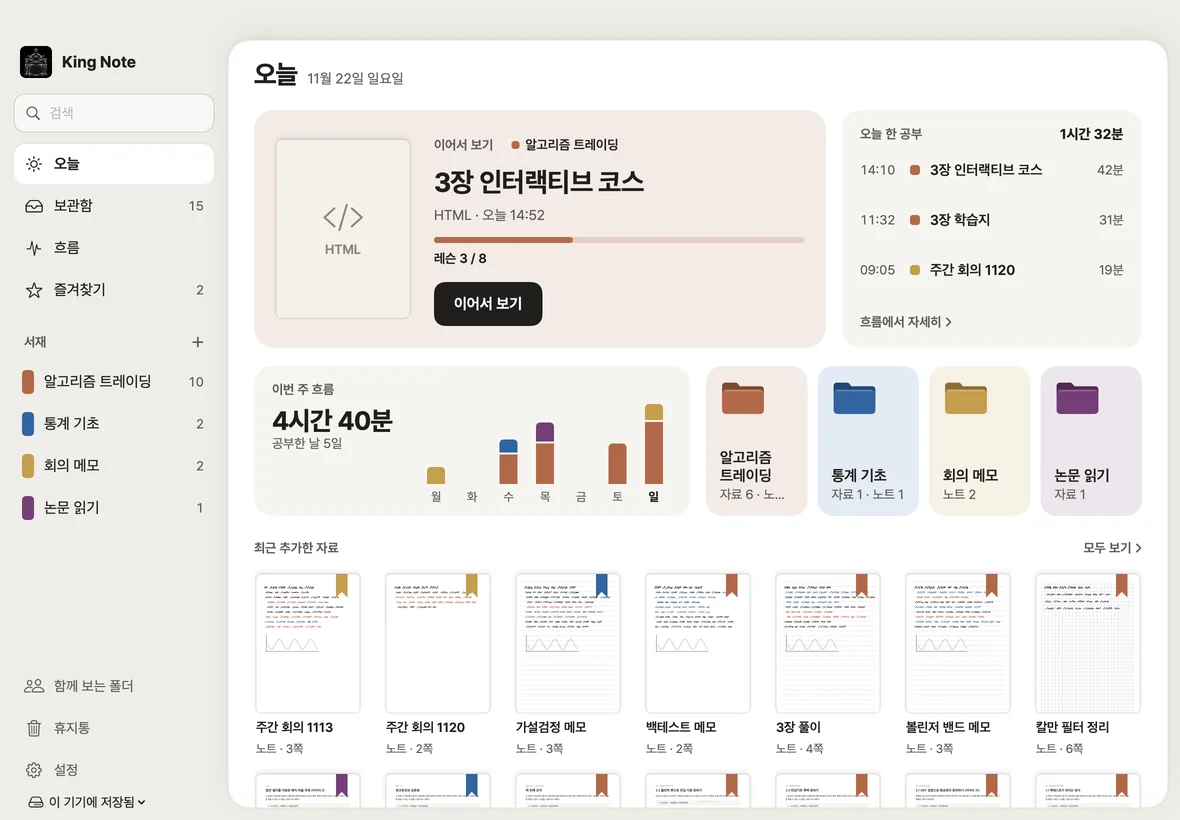 King Note
검색
오늘
보관함 15
흐름
즐겨찾기 2
서재
알고리즘 트레이딩 10
통계 기초 2
회의 메모 2
논문 읽기 1
함께 보는 폴더
휴지통
설정
이 기기에 저장됨
오늘 11월 22일 일요일
</>
HTML
이어서 보기 알고리즘 트레이딩
3장 인터랙티브 코스
HTML · 오늘 14:52
레슨 3 / 8
이어서 보기
오늘 한 공부 1시간 32분
14:10 3장 인터랙티브 코스 42분
11:32 3장 학습지 31분
09:05 주간 회의 1120 19분
흐름에서 자세히
이번 주 흐름
4시간 40분
공부한 날 5일
월 화 수 목 금 토 일
알고리즘
트레이딩
자료 6 · 노...
통계 기초
자료 1 · 노트 1
회의 메모
노트 2
논문 읽기
자료 1
최근 추가한 자료 모두 보기
주간 회의 1113
노트 · 3쪽
주간 회의 1120
노트 · 2쪽
가설검정 메모
노트 · 3쪽
백테스트 메모
노트 · 2쪽
3장 풀이
노트 · 4쪽
볼린저 밴드 메모
노트 · 3쪽
칼만 필터 정리
노트 · 6쪽